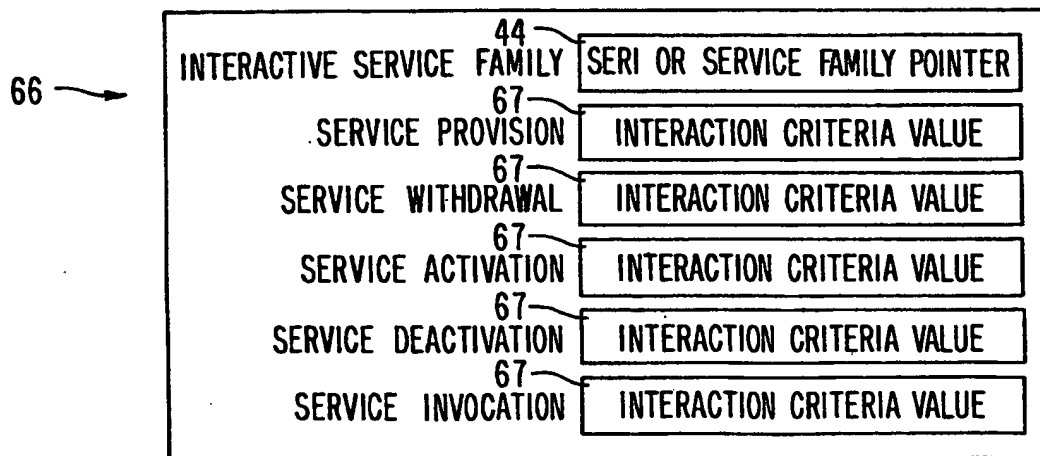 44
INTERACTIVE SERVICE FAMILY SERI OR SERVICE FAMILY POINTER
66
67
SERVICE PROVISION INTERACTION CRITERIA VALUE
67
SERVICE WITHDRAWAL INTERACTION CRITERIA VALUE
67
SERVICE ACTIVATION INTERACTION CRITERIA VALUE
67
SERVICE DEACTIVATION INTERACTION CRITERIA VALUE
67
SERVICE INVOCATION INTERACTION CRITERIA VALUE